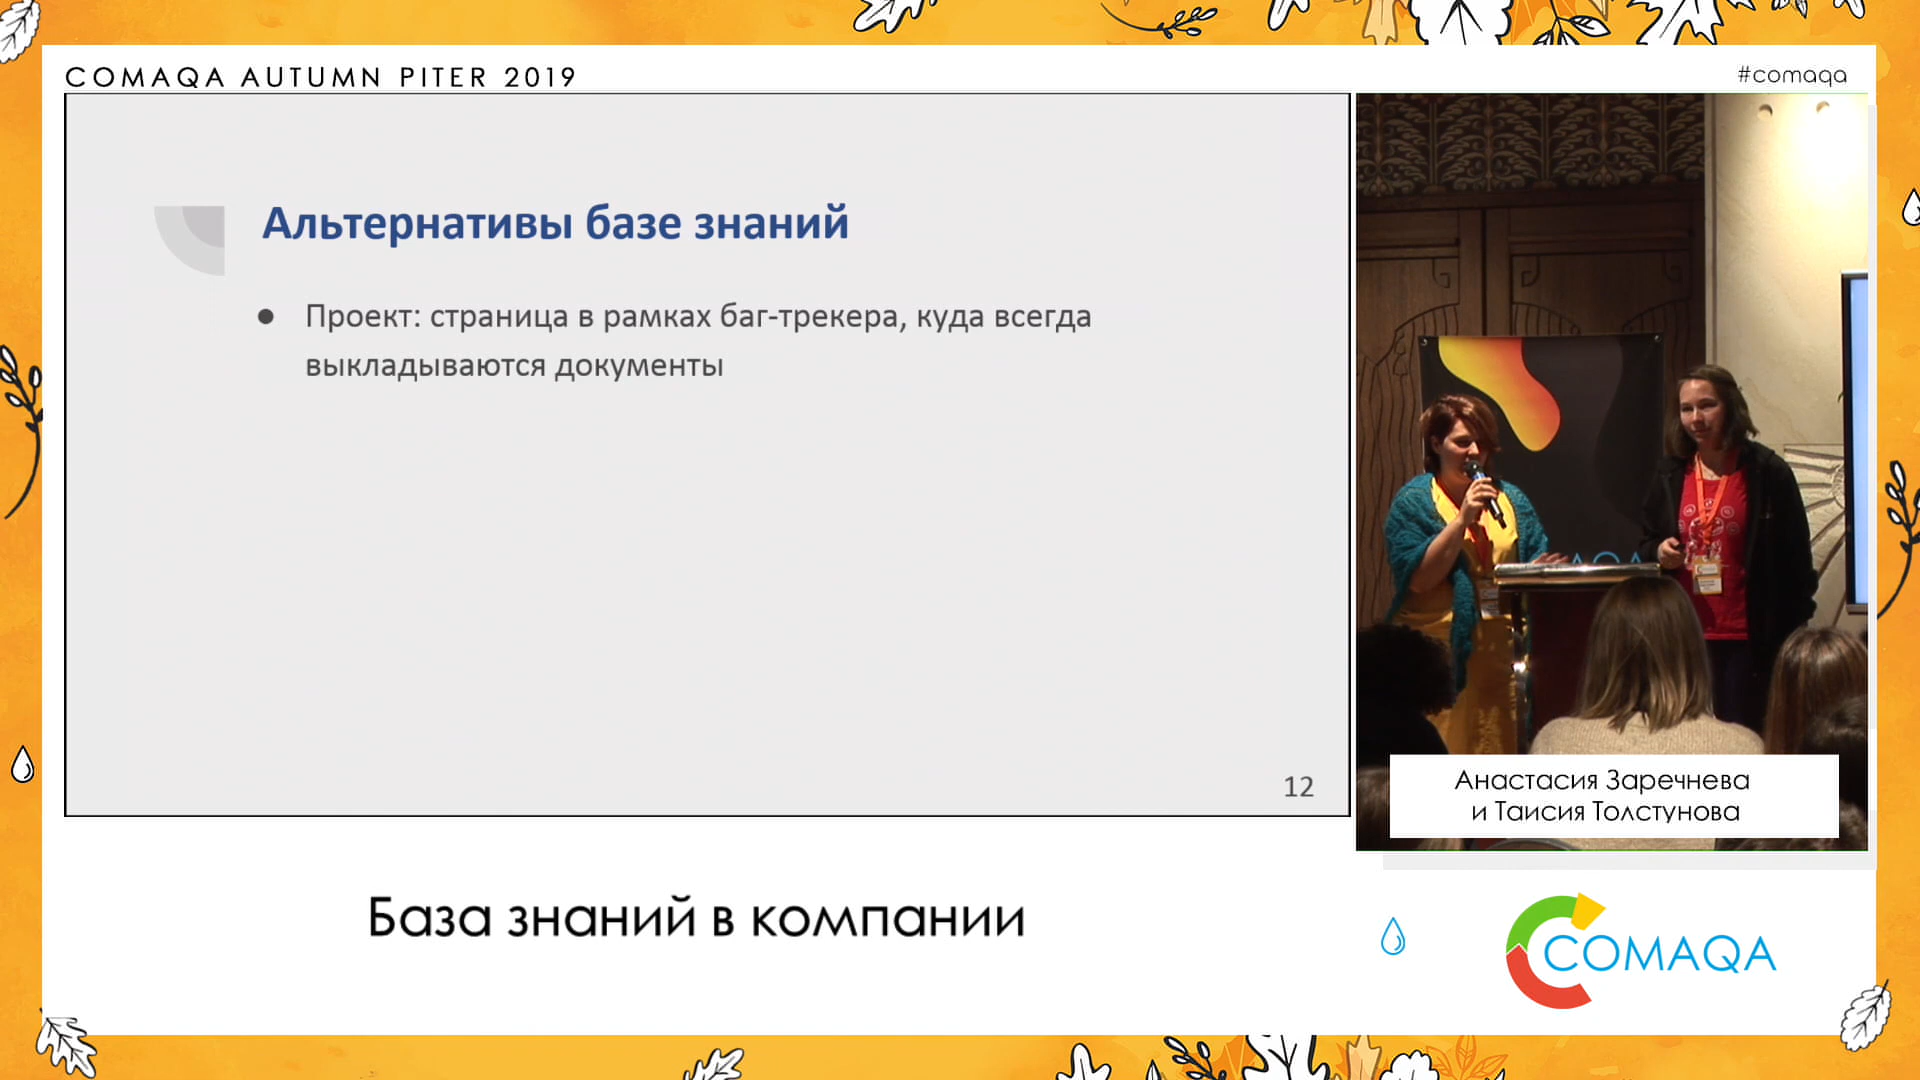 COMAQA AUTUMN PITER 2019
#comaqa
Альтернативы базе знаний
● Проект: страница в рамках баг-трекера, куда всегда
выкладываются документы
12
AQA
Анастасия Заречнева
и Таисия Толстунова
База знаний в компании
COMAQA